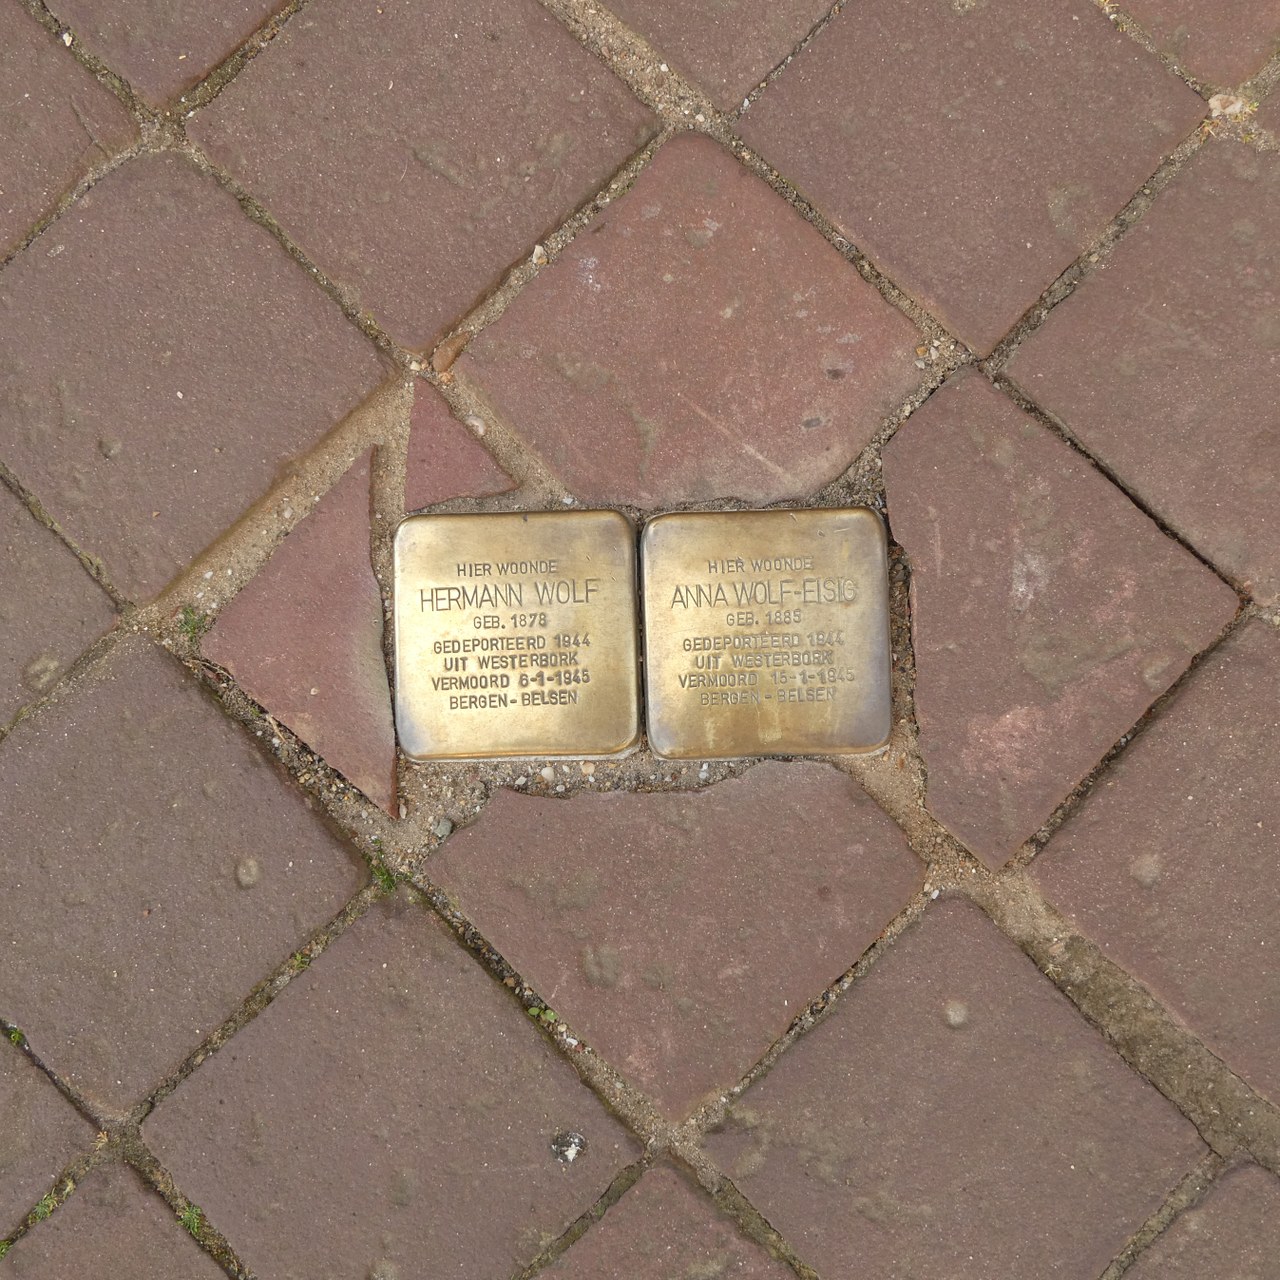 HIER WOONDE
HERMANN WOLF
GEB. 1878
GEDEPORTEERD 1944
UIT WESTERBORK
VERMOORD 6-1-1945
BERGEN-BELSEN
HIER WOONDE
ANNA WOLF-EISIG
GEB. 1885
GEDEPORTEERD 1944
UIT WESTERBORK
VERMOORD 15-1-1945
BERGEN-BELSEN